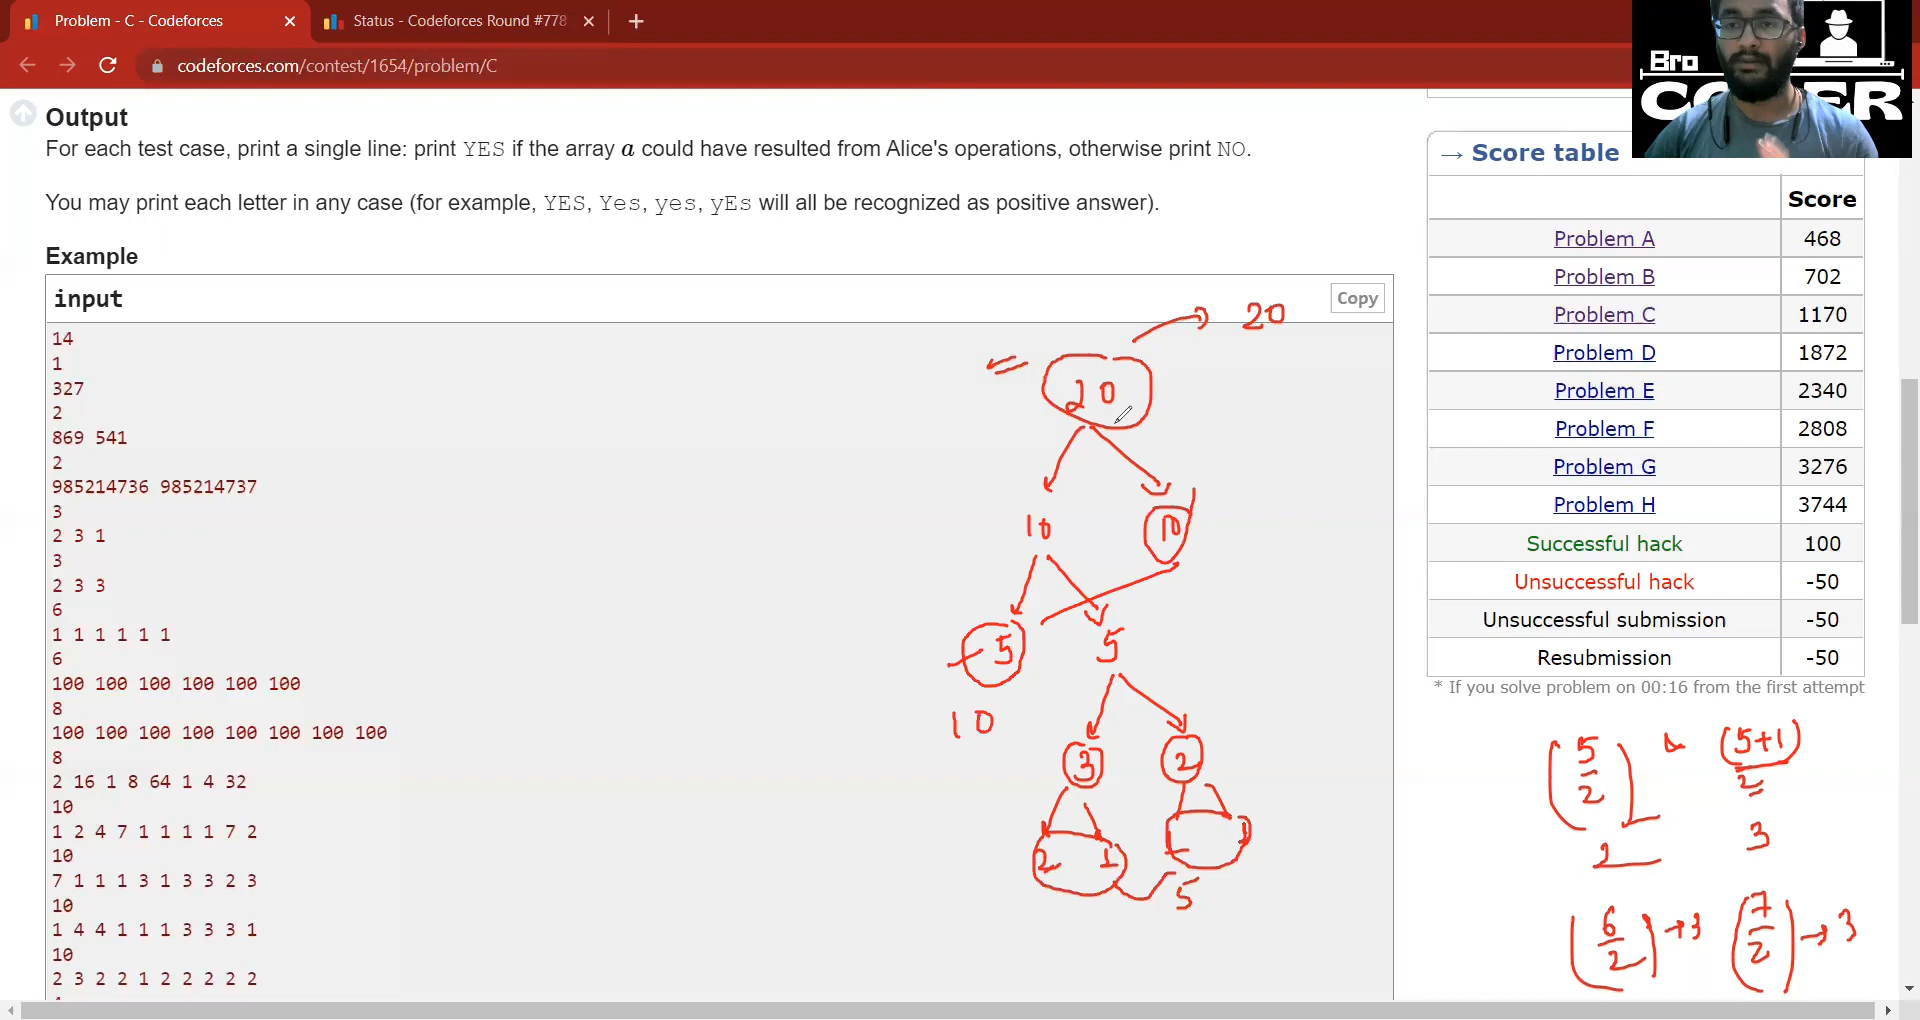 Problem - C - Codeforces
Status - Codeforces Round #778
codeforces.com/contest/1654/problem/C
Bro
CODER
Output
For each test case, print a single line: print YES if the array a could have resulted from Alice's operations, otherwise print NO.
You may print each letter in any case (for example, YES, Yes, yes, yEs will all be recognized as positive answer).
Example
input
Copy
14
1
327
2
869 541
2
985214736 985214737
3
2 3 1
3
2 3 3
6
1 1 1 1 1 1
6
100 100 100 100 100 100
8
100 100 100 100 100 100 100 100
8
2 16 1 8 64 1 4 32
10
1 2 4 7 1 1 1 1 7 2
10
7 1 1 1 3 1 3 3 2 3
10
1 4 4 1 1 1 3 3 3 1
10
2 3 2 2 1 2 2 2 2 2
20
20
10 10
5 5
10
3 2
2 1 1 1
5
→ Score table
Score
Problem A 468
Problem B 702
Problem C 1170
Problem D 1872
Problem E 2340
Problem F 2808
Problem G 3276
Problem H 3744
Successful hack 100
Unsuccessful hack -50
Unsuccessful submission -50
Resubmission -50
* If you solve problem on 00:16 from the first attempt
(5/2) & (5+1)/2
2 3
(6/2) → 3 (7/2) → 3